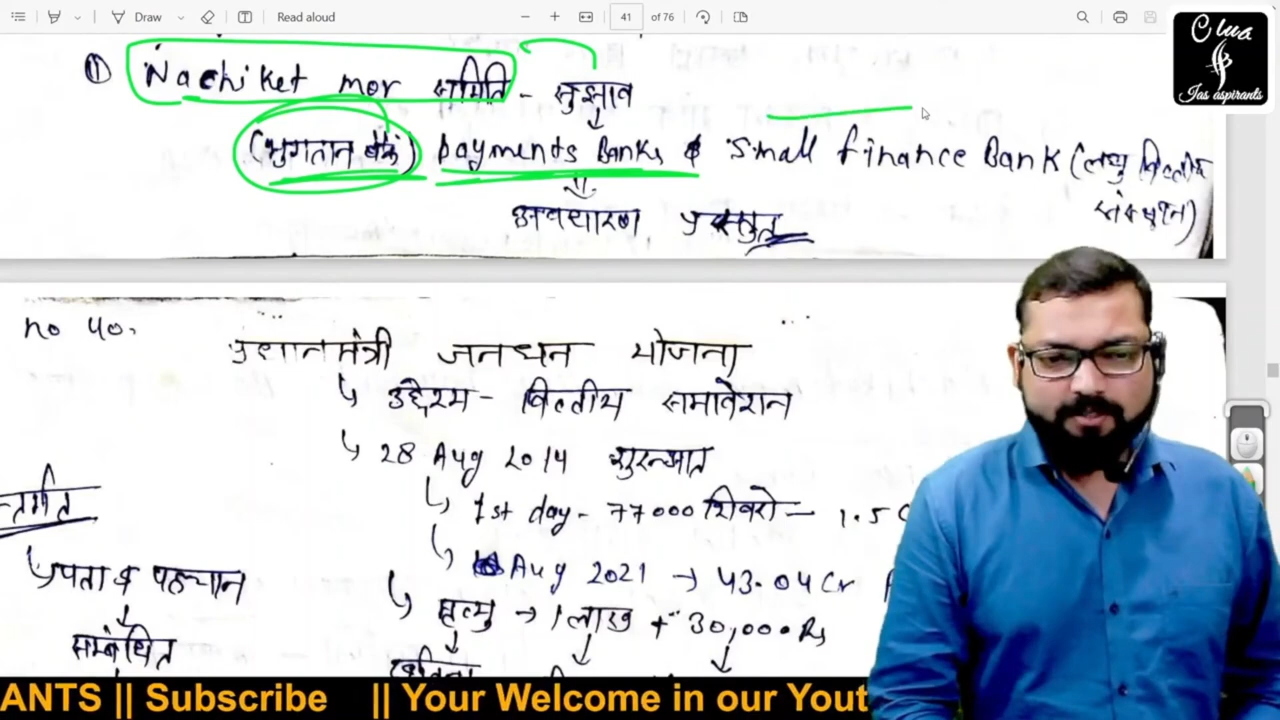 Draw
Read aloud
41 of 76
Clua
Ias aspirants
① Nachiket mor समिति - सुझाव
(भुगतान बैंक) payments Banks & Small finance Bank (लघु वित्तीय
अवधारणा प्रस्तुत
no 40.
प्रधानमंत्री जनधन योजना
उद्देश्य - वित्तीय समावेशन
28 Aug 2014 शुरुआत
1st day - 77000 शिविरो - 1.5 C
Aug 2021 → 43.04 Cr
पता व पहचान
सम्बंधित
मृत्यु → 1 लाख + 30,000 Rs
ANTS || Subscribe || Your Welcome in our Yout